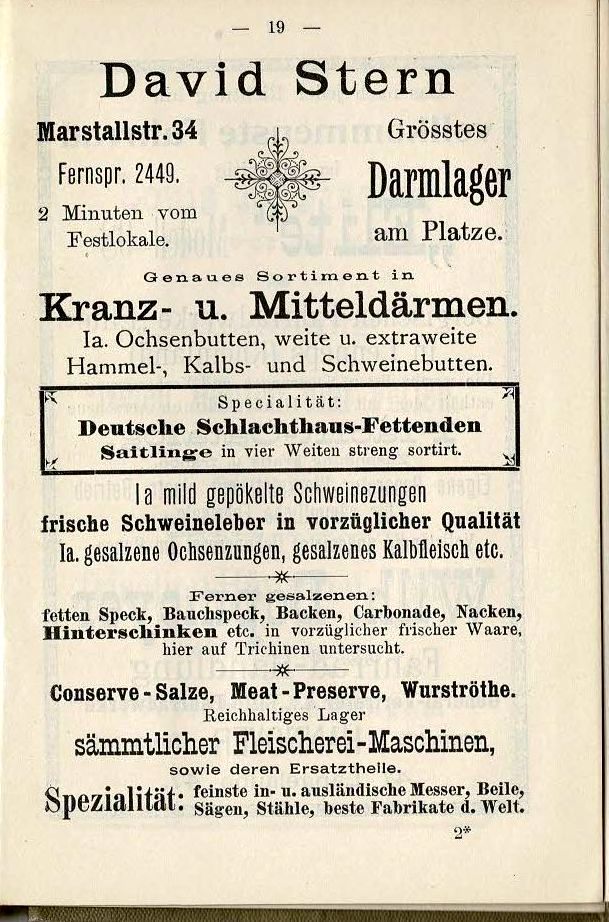 — 19 —
David Stern
Marstallstr. 34
Fernspr. 2449.
2 Minuten vom
Festlokale.
Grösstes
Darmlager
am Platze.
Genaues Sortiment in
Kranz- u. Mitteldärmen.
Ia. Ochsenbutten, weite u. extraweite
Hammel-, Kalbs- und Schweinebutten.
Specialität:
Deutsche Schlachthaus-Fettenden
Saitlinge in vier Weiten streng sortirt.
Ia mild gepökelte Schweinezungen
frische Schweineleber in vorzüglicher Qualität
Ia. gesalzene Ochsenzungen, gesalzenes Kalbfleisch etc.
Ferner gesalzenen:
fetten Speck, Bauchspeck, Backen, Carbonade, Nacken,
Hinterschinken etc. in vorzüglicher frischer Waare,
hier auf Trichinen untersucht.
Conserve-Salze, Meat-Preserve, Wurströthe.
Reichhaltiges Lager
sämmtlicher Fleischerei-Maschinen,
sowie deren Ersatztheile.
Spezialität: feinste in- u. ausländische Messer, Beile,
Sägen, Stähle, beste Fabrikate d. Welt.
2*